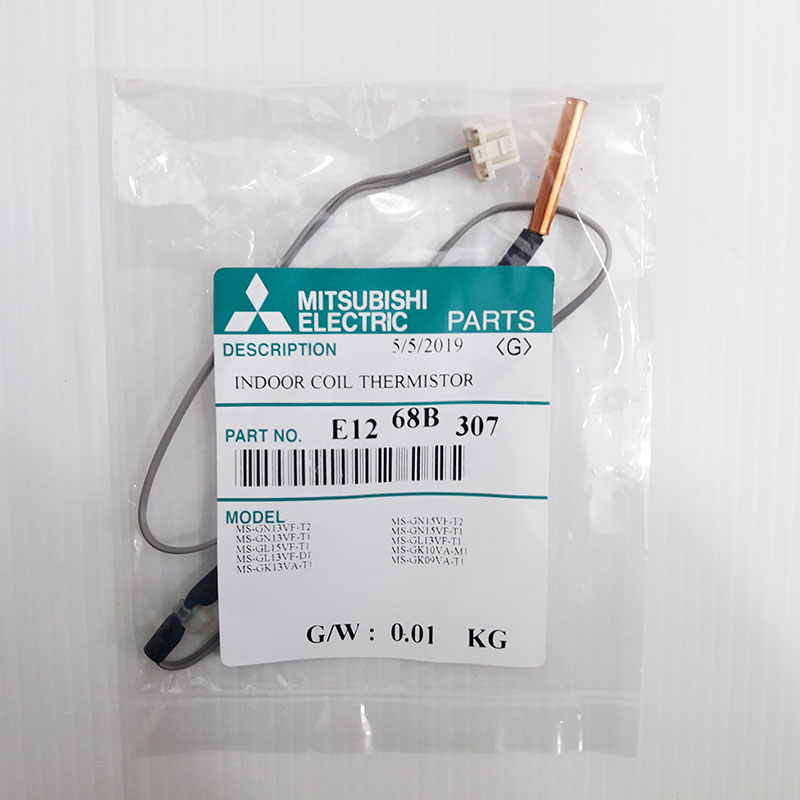 MITSUBISHI
ELECTRIC PARTS
DESCRIPTION 5/5/2019 <G>
INDOOR COIL THERMISTOR
PART NO. E12 68B 307
MODEL
MS-GN13VF-T2 MS-GN15VF-T2
MS-GN13VF-T1 MS-GN15VF-T1
MS-GL15VF-T1 MS-GL13VF-T1
MS-GL13VF-D1 MS-GK10VA-M1
MS-GK13VA-T1 MS-GK09VA-T1
G/W : 0.01 KG